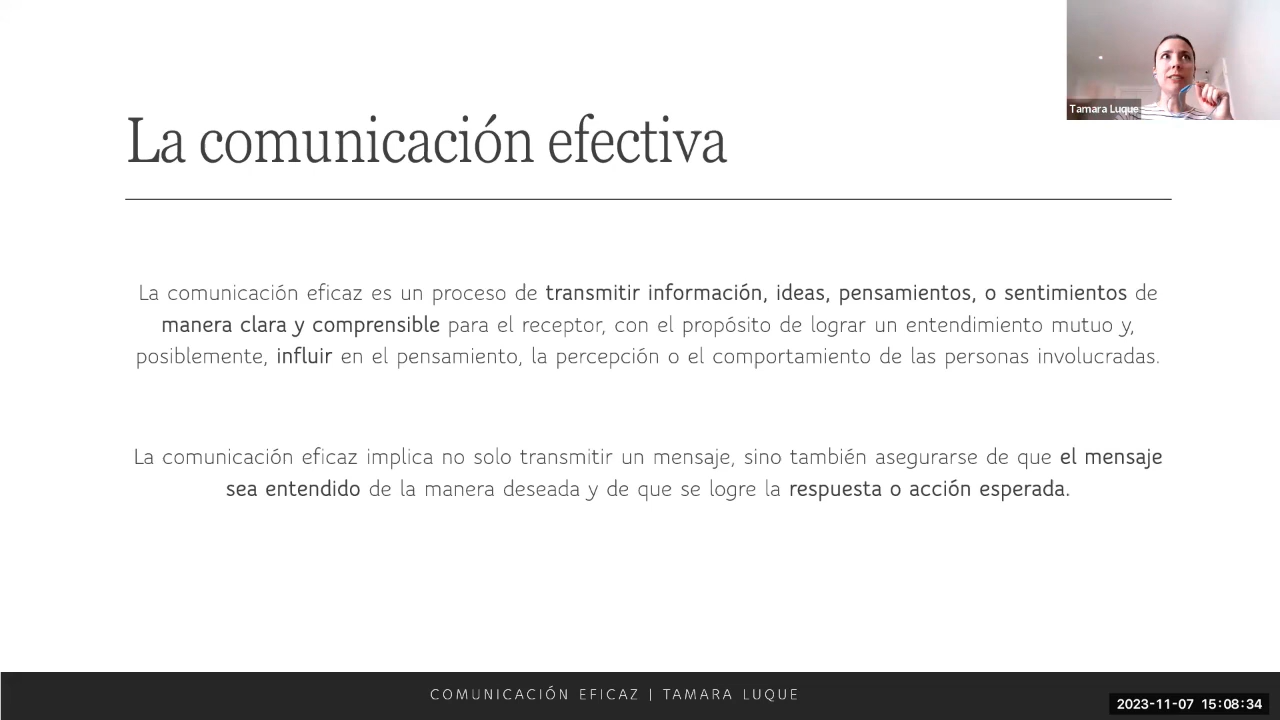 Tamara Luque
La comunicación efectiva
La comunicación eficaz es un proceso de transmitir información, ideas, pensamientos, o sentimientos de
manera clara y comprensible para el receptor, con el propósito de lograr un entendimiento mutuo y,
posiblemente, influir en el pensamiento, la percepción o el comportamiento de las personas involucradas.
La comunicación eficaz implica no solo transmitir un mensaje, sino también asegurarse de que el mensaje
sea entendido de la manera deseada y de que se logre la respuesta o acción esperada.
COMUNICACIÓN EFICAZ | TAMARA LUQUE
2023-11-07 15:08:34